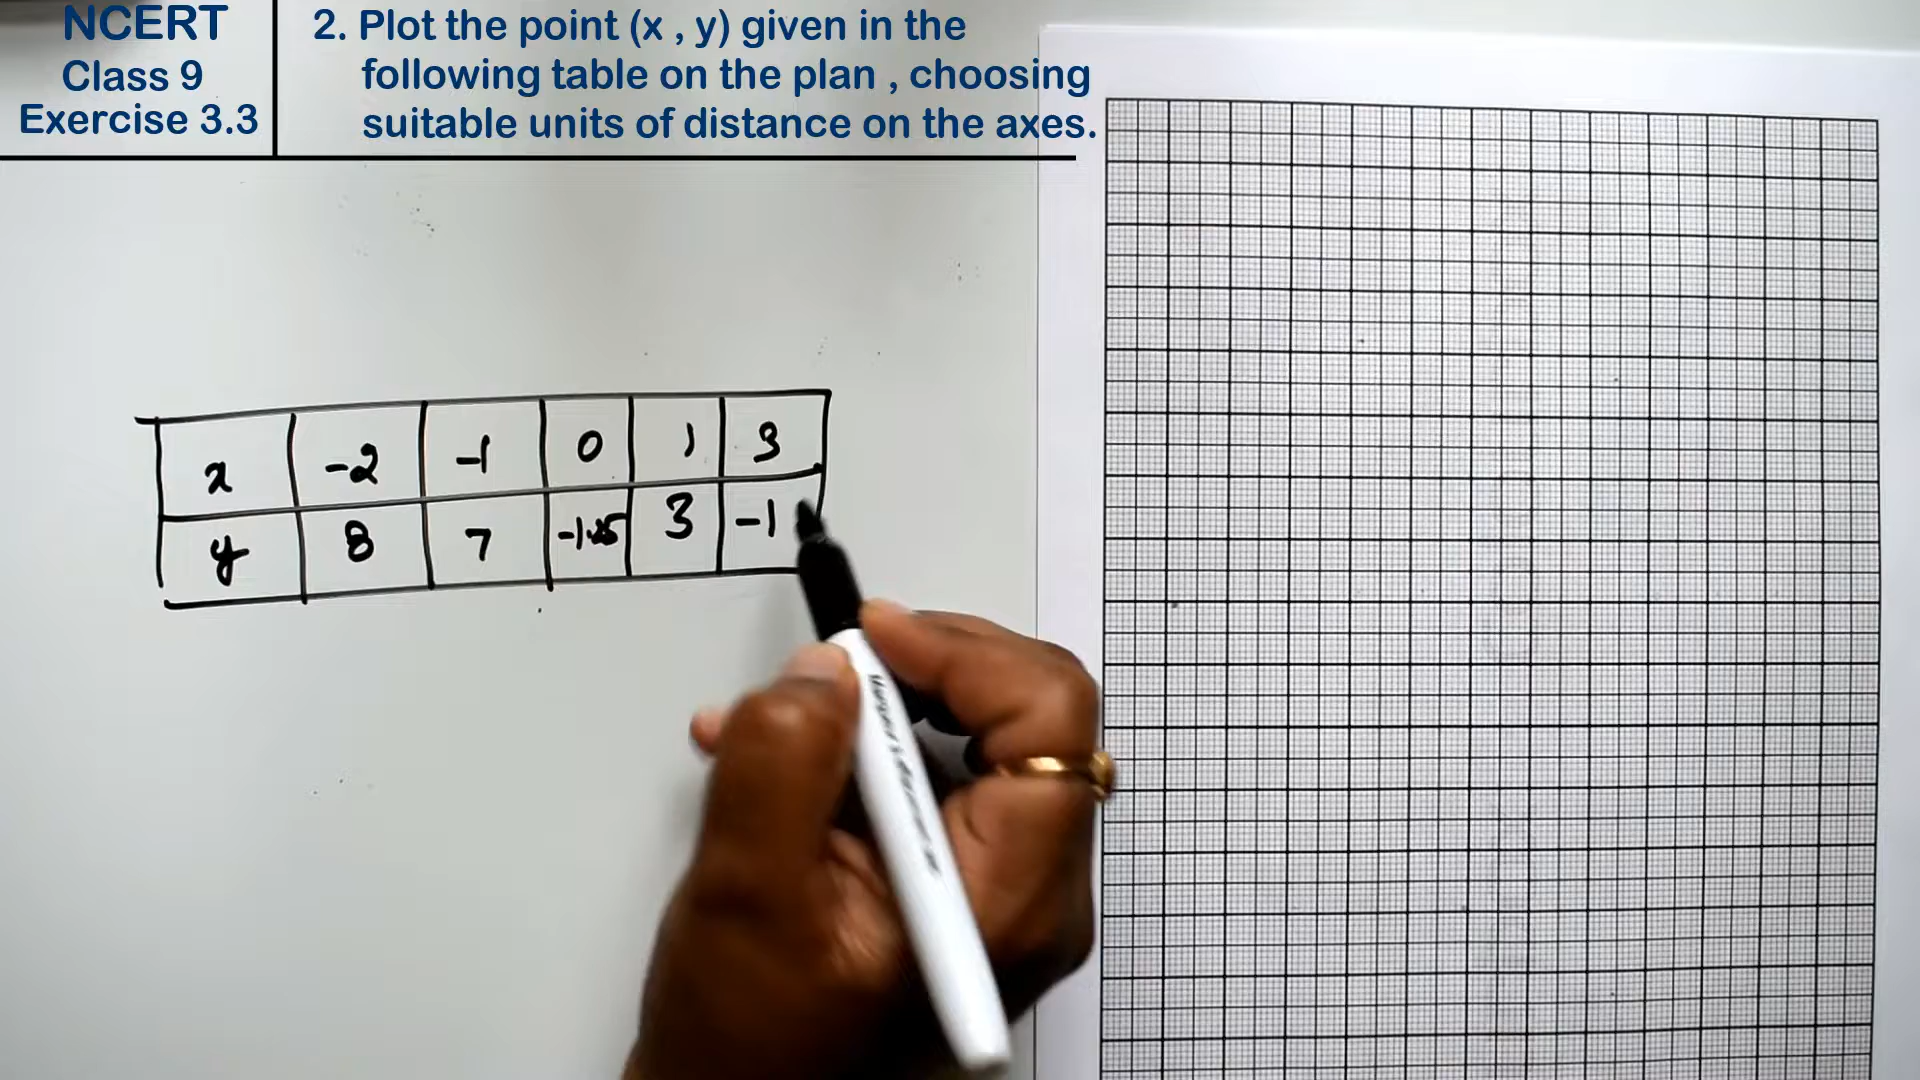 NCERT
Class 9
Exercise 3.3
2. Plot the point (x , y) given in the
following table on the plan , choosing
suitable units of distance on the axes.
x -2 -1 0 1 3
y 8 7 -1.25 3 -1